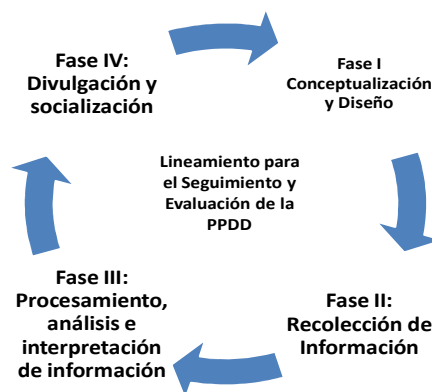 Fase IV:
Divulgación y
socialización
Fase I
Conceptualización
y Diseño
Lineamiento para
el Seguimiento y
Evaluación de la
PPDD
Fase III:
Procesamiento,
análisis e
interpretación
de información
Fase II:
Recolección de
Información